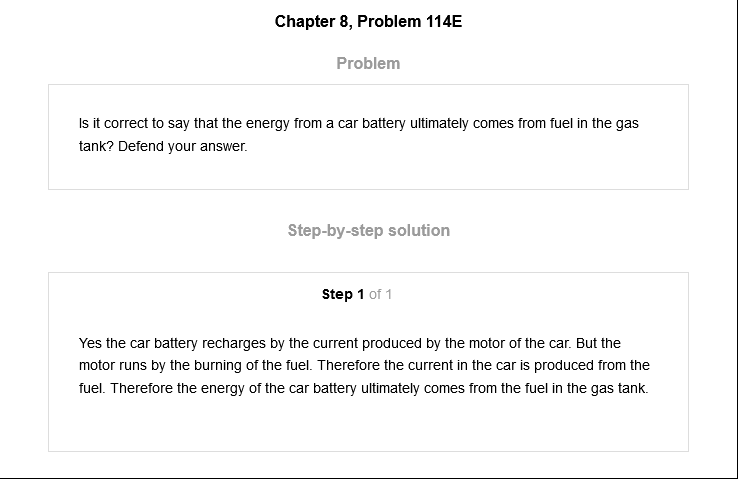 Chapter 8, Problem 114E
Problem
Is it correct to say that the energy from a car battery ultimately comes from fuel in the gas
tank? Defend your answer.
Step-by-step solution
Step 1 of 1
Yes the car battery recharges by the current produced by the motor of the car. But the
motor runs by the burning of the fuel. Therefore the current in the car is produced from the
fuel. Therefore the energy of the car battery ultimately comes from the fuel in the gas tank.